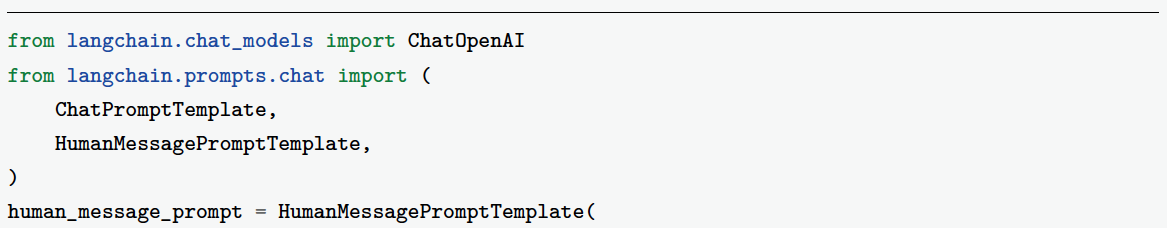 from langchain.chat_models import ChatOpenAI
from langchain.prompts.chat import (
    ChatPromptTemplate,
    HumanMessagePromptTemplate,
)
human_message_prompt = HumanMessagePromptTemplate(